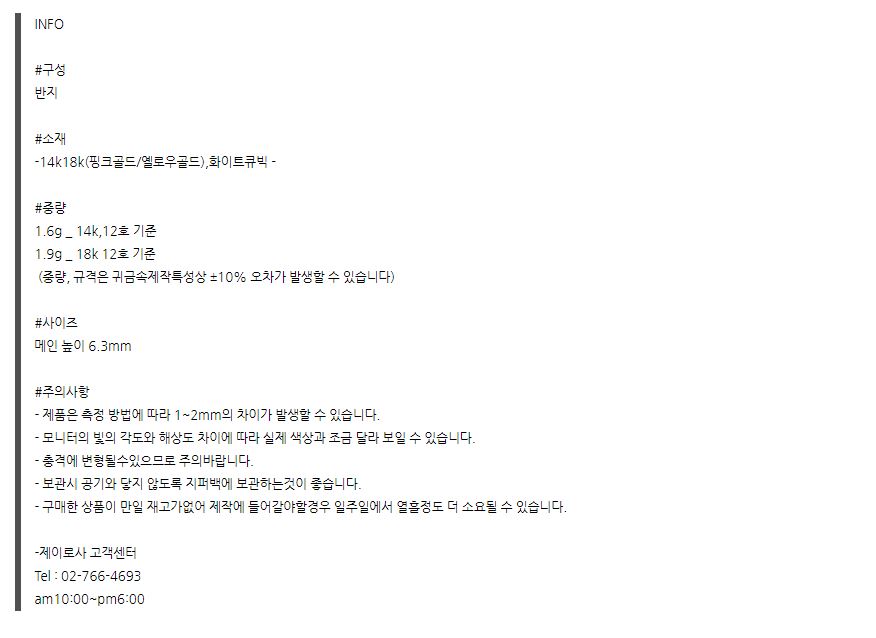 INFO
#구성
반지
#소재
-14k18k(핑크골드/옐로우골드),화이트큐빅 -
#중량
1.6g _ 14k,12호 기준
1.9g _ 18k 12호 기준
(중량, 규격은 귀금속제작특성상 ±10% 오차가 발생할 수 있습니다)
#사이즈
메인 높이 6.3mm
#주의사항
- 제품은 측정 방법에 따라 1~2mm의 차이가 발생할 수 있습니다.
- 모니터의 빛의 각도와 해상도 차이에 따라 실제 색상과 조금 달라 보일 수 있습니다.
- 충격에 변형될수있으므로 주의바랍니다.
- 보관시 공기와 닿지 않도록 지퍼백에 보관하는것이 좋습니다.
- 구매한 상품이 만일 재고가없어 제작에 들어갈야할경우 일주일에서 열흘정도 더 소요될 수 있습니다.
-제이로사 고객센터
Tel : 02-766-4693
am10:00~pm6:00